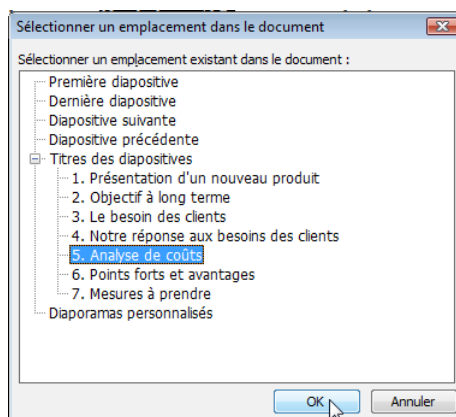 Sélectionner un emplacement dans le document
Sélectionner un emplacement existant dans le document :
Première diapositive
Dernière diapositive
Diapositive suivante
Diapositive précédente
Titres des diapositives
1. Présentation d'un nouveau produit
2. Objectif à long terme
3. Le besoin des clients
4. Notre réponse aux besoins des clients
5. Analyse de coûts
6. Points forts et avantages
7. Mesures à prendre
Diaporamas personnalisés
OK Annuler